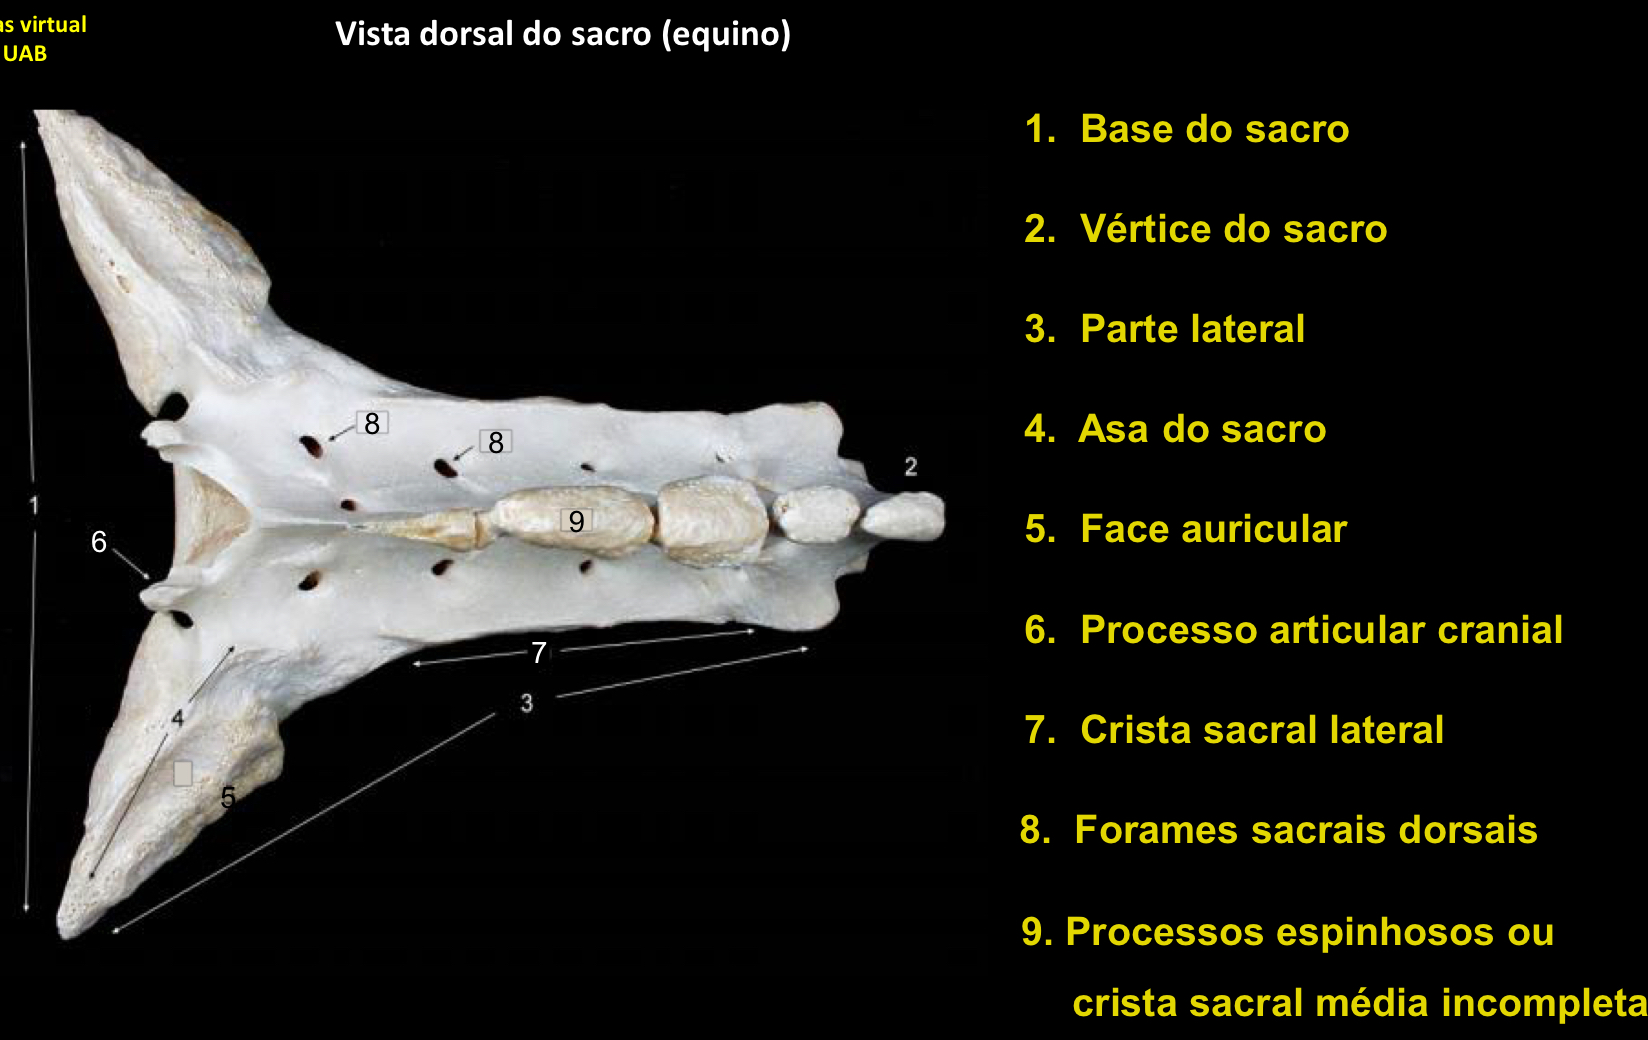 as virtual
UAB
Vista dorsal do sacro (equino)
1. Base do sacro
2. Vértice do sacro
3. Parte lateral
4. Asa do sacro
5. Face auricular
6. Processo articular cranial
7. Crista sacral lateral
8. Forames sacrais dorsais
9. Processos espinhosos ou
crista sacral média incompleta
8
8
2
1
9
6
7
3
4
5